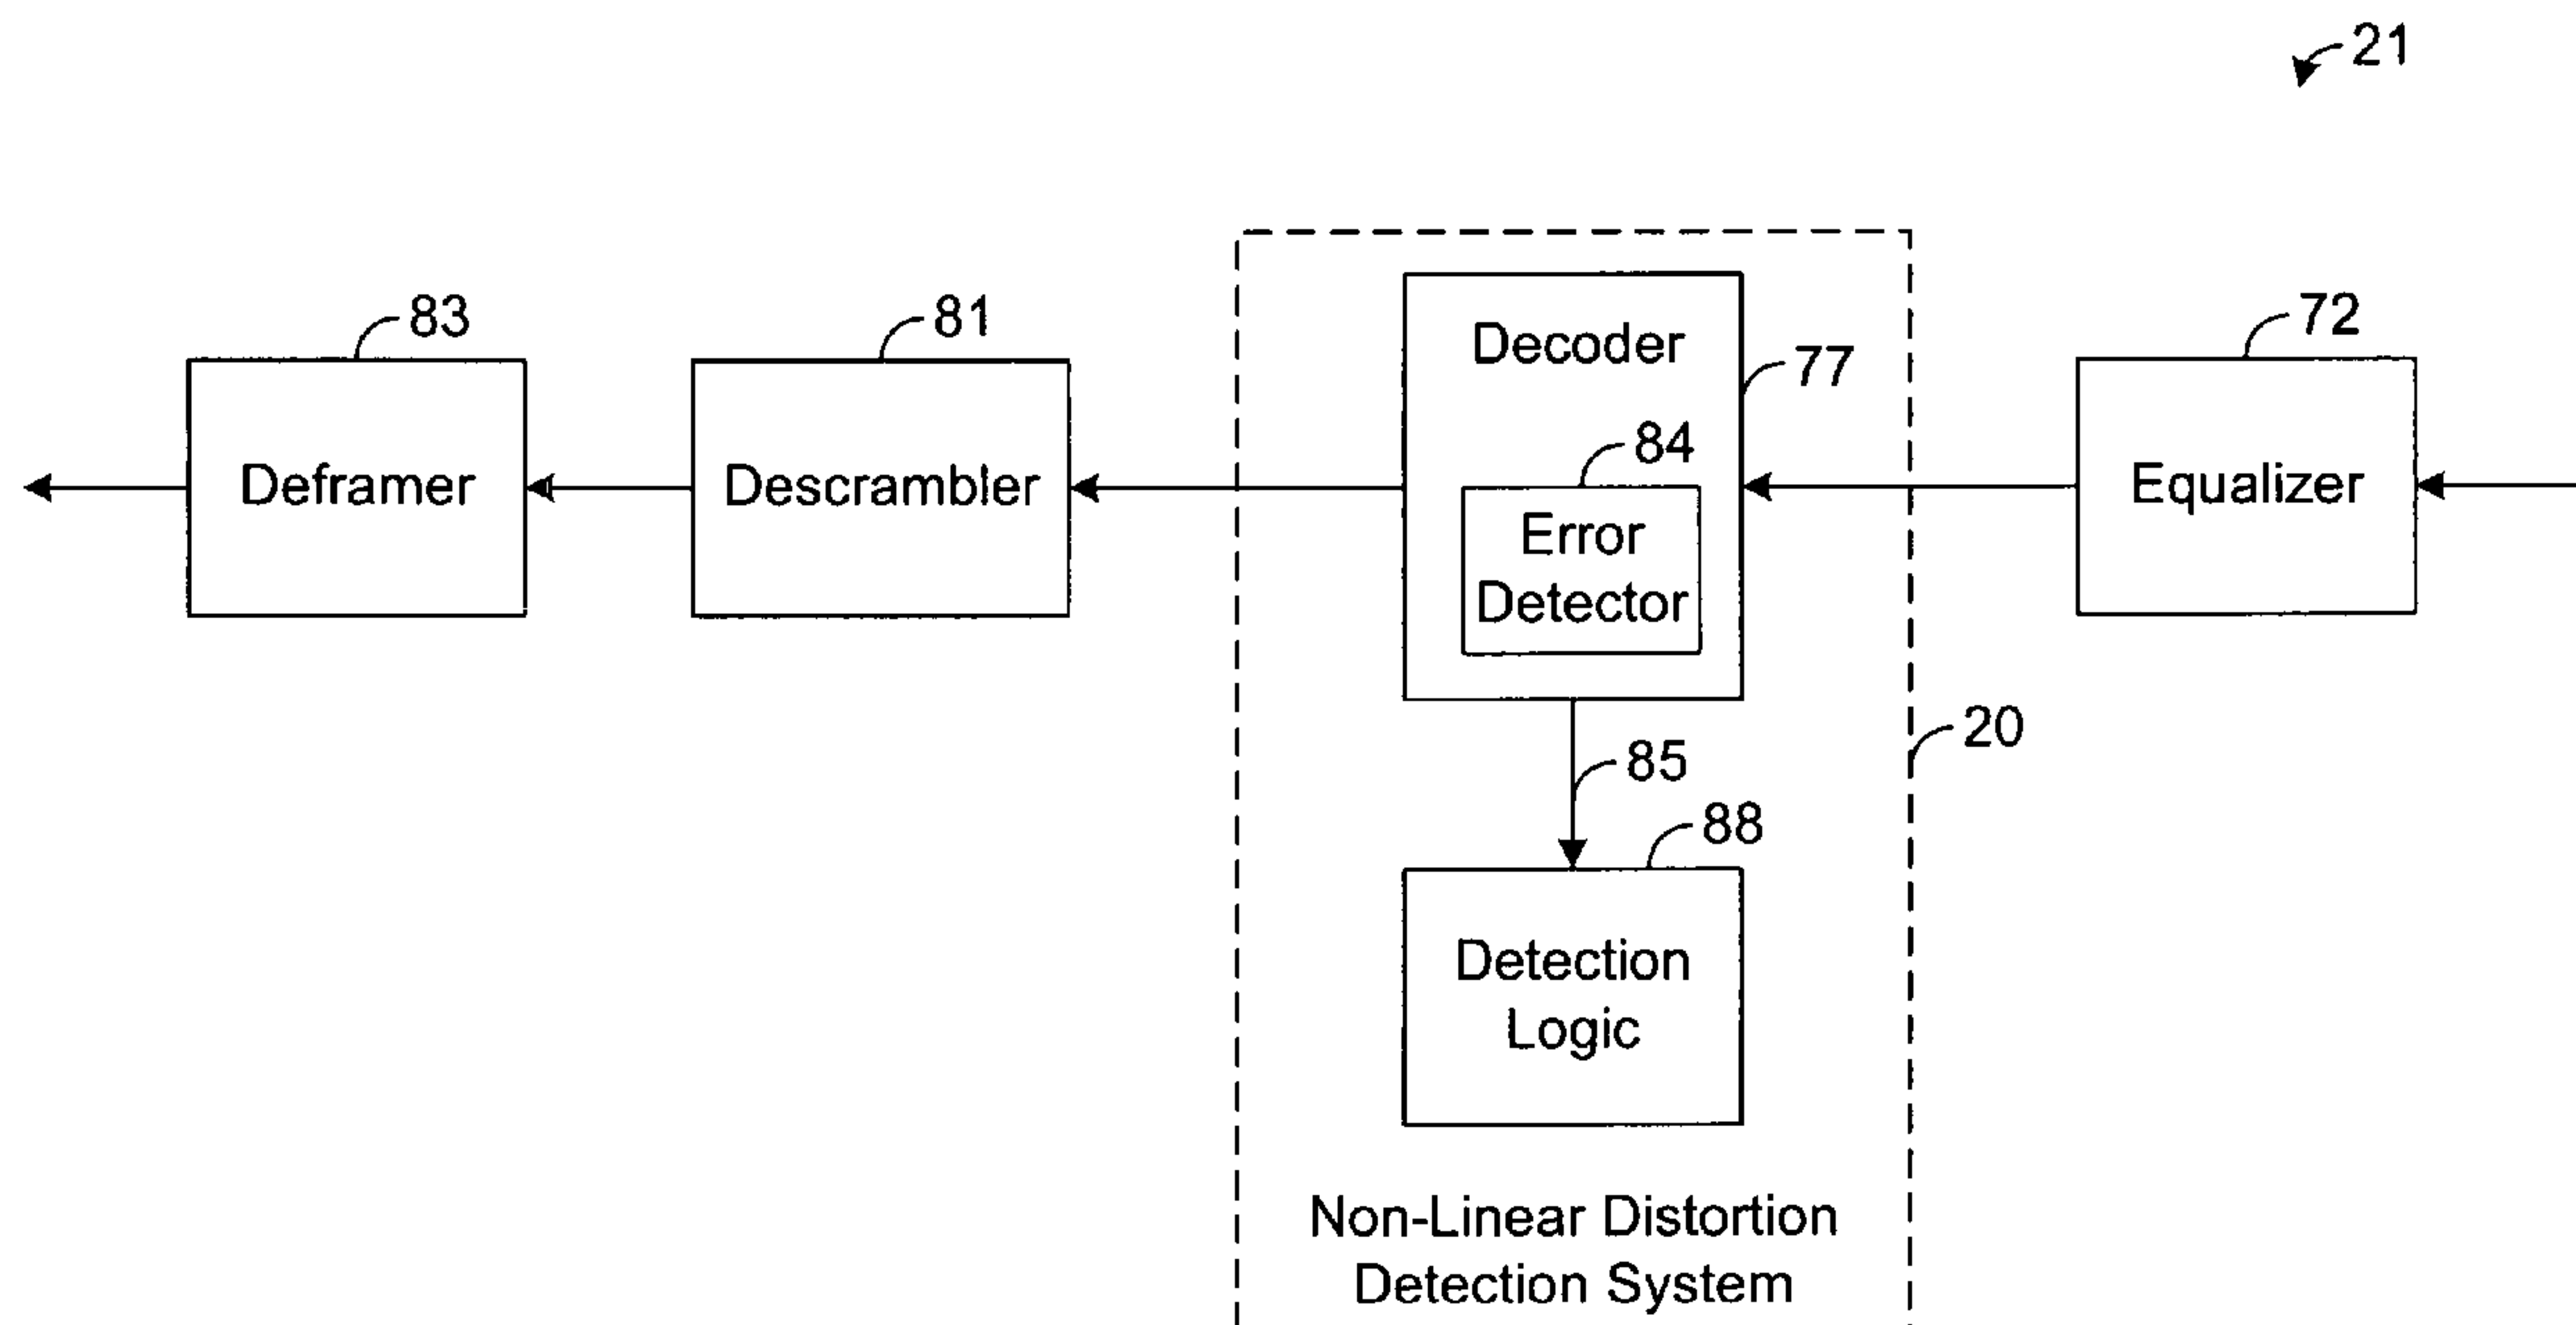 21
83
81
Decoder
77
72
84
Deframer
Descrambler
Error
Detector
Equalizer
20
85
88
Detection
Logic
Non-Linear Distortion
Detection System